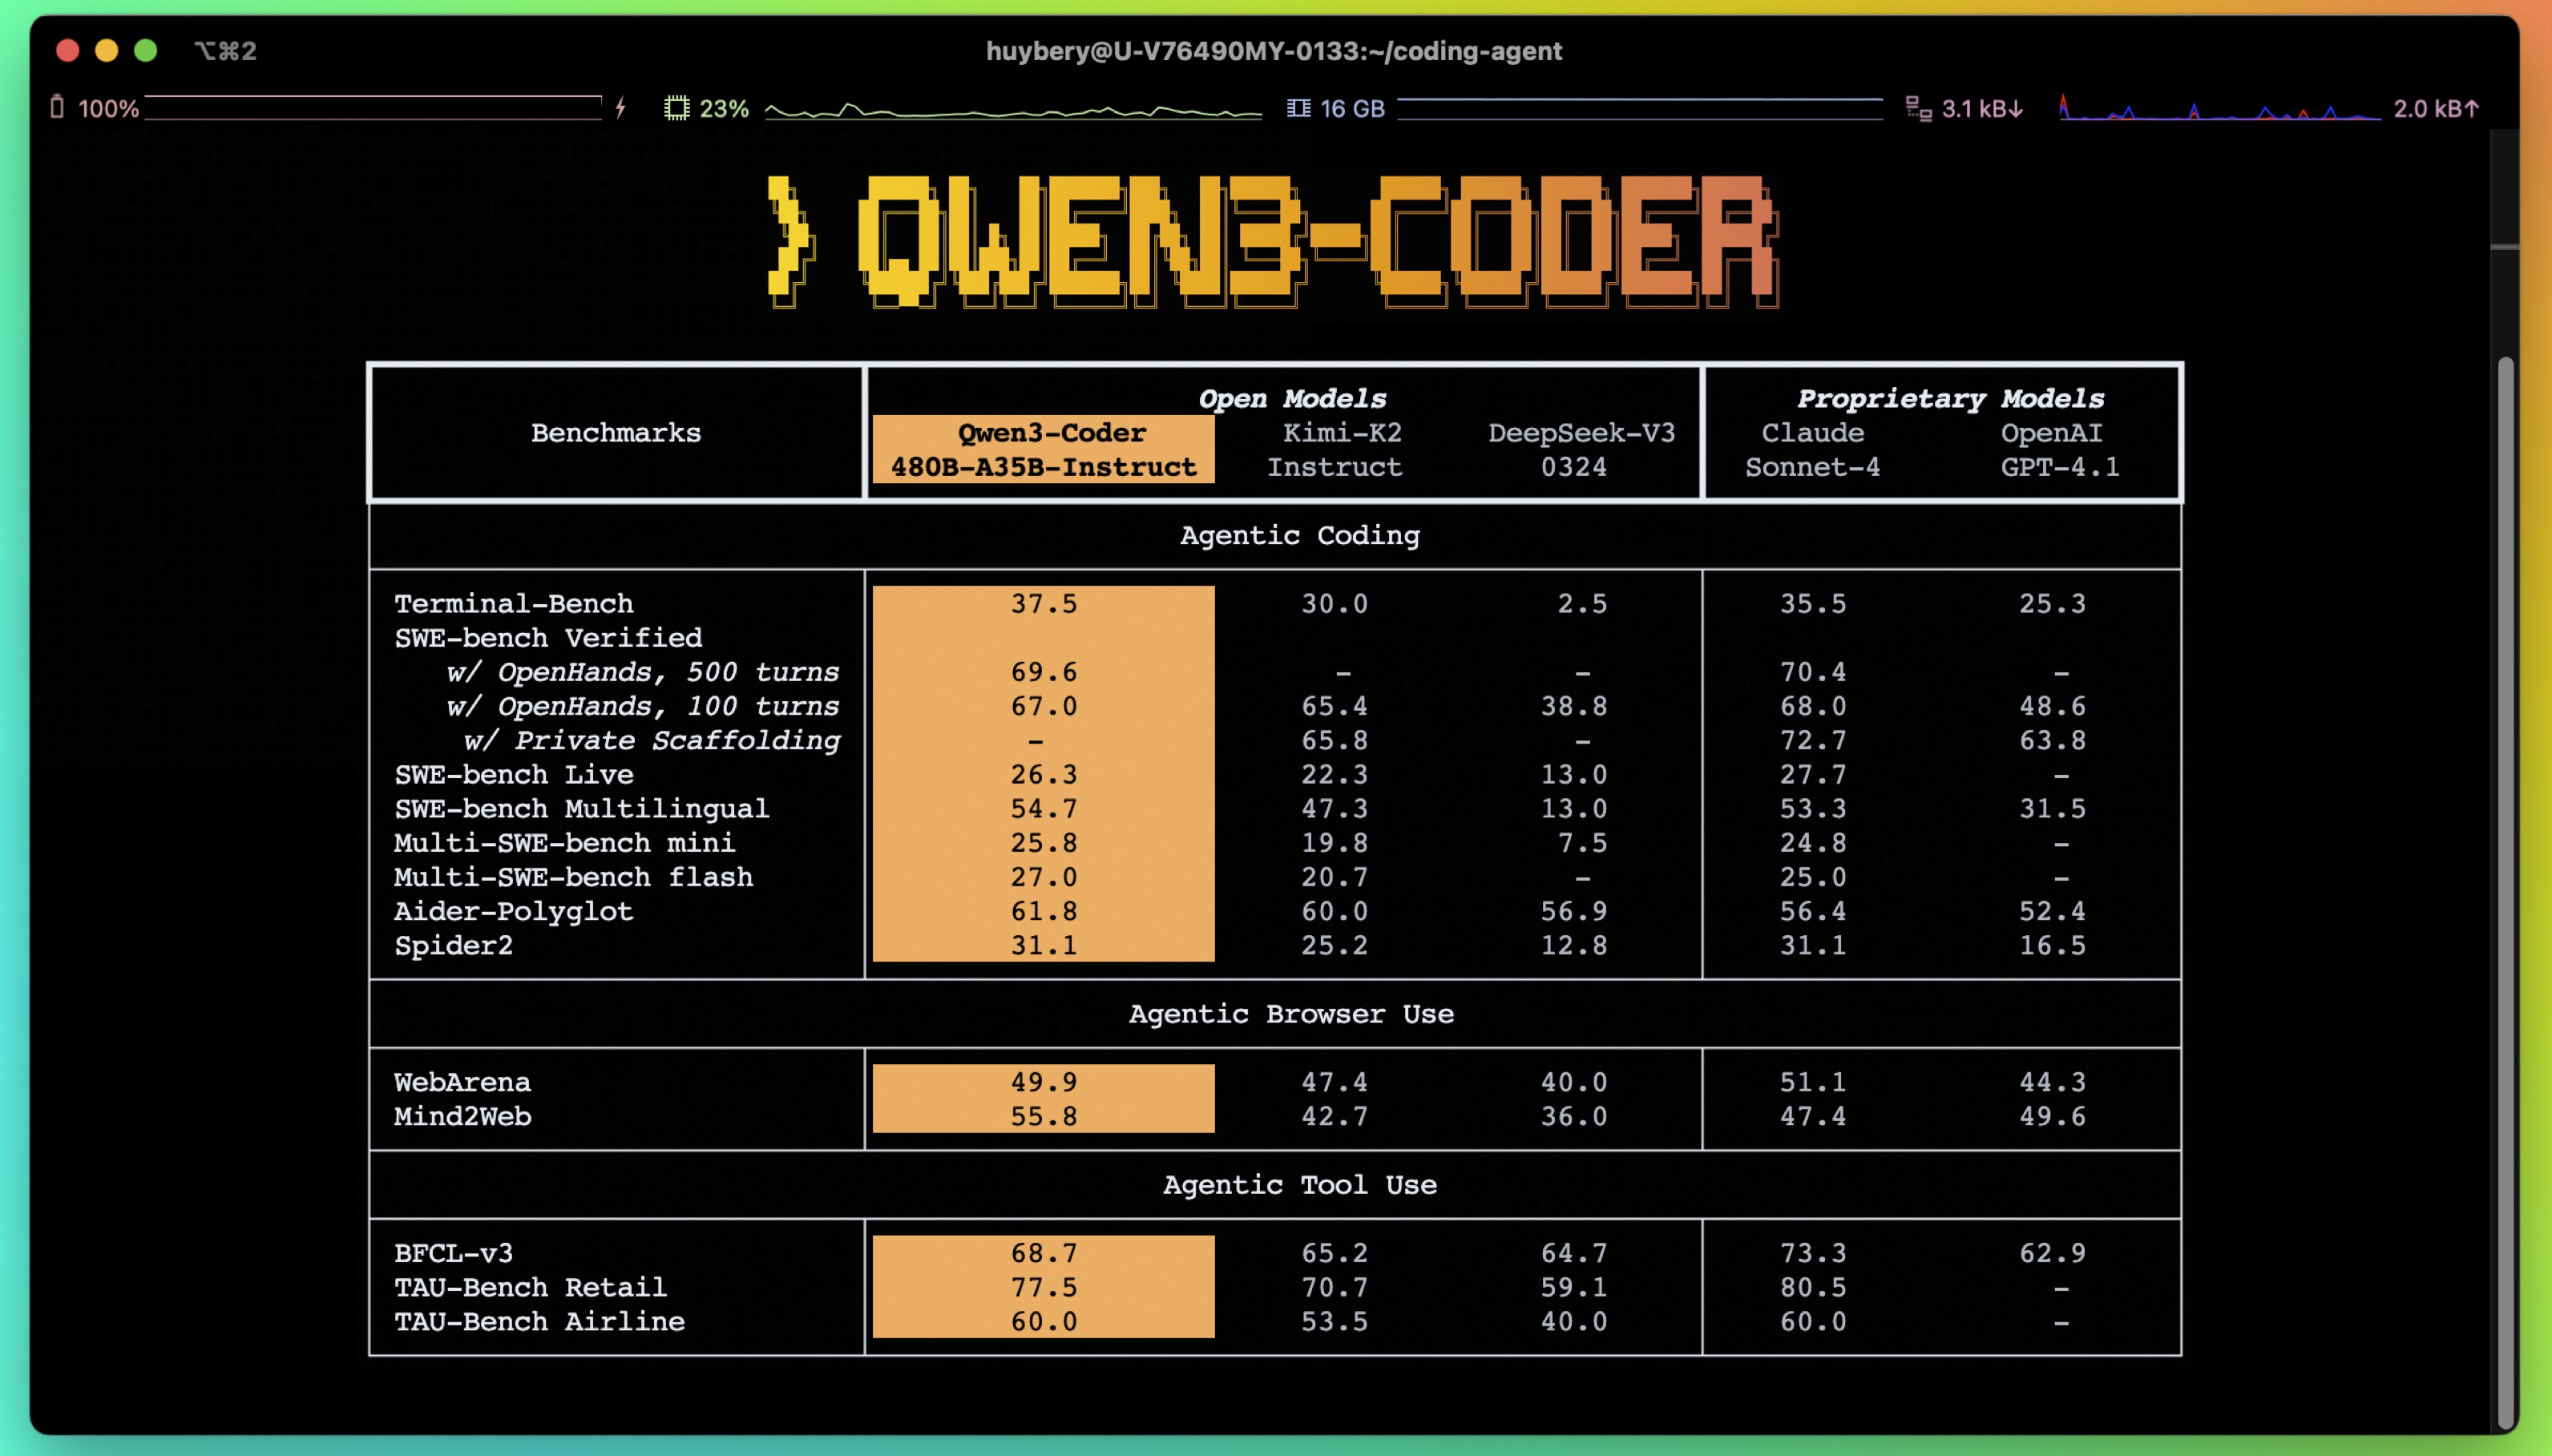 ⌥⌘2
huybery@U-V76490MY-0133:~/coding-agent
100% 23% 16 GB 3.1 kB↓ 2.0 kB↑
❯ QWEN3-CODER
Open Models Proprietary Models
Benchmarks Qwen3-Coder Kimi-K2 DeepSeek-V3 Claude OpenAI
480B-A35B-Instruct Instruct 0324 Sonnet-4 GPT-4.1
Agentic Coding
Terminal-Bench 37.5 30.0 2.5 35.5 25.3
SWE-bench Verified
w/ OpenHands, 500 turns 69.6 – – 70.4 –
w/ OpenHands, 100 turns 67.0 65.4 38.8 68.0 48.6
w/ Private Scaffolding – 65.8 – 72.7 63.8
SWE-bench Live 26.3 22.3 13.0 27.7 –
SWE-bench Multilingual 54.7 47.3 13.0 53.3 31.5
Multi-SWE-bench mini 25.8 19.8 7.5 24.8 –
Multi-SWE-bench flash 27.0 20.7 – 25.0 –
Aider-Polyglot 61.8 60.0 56.9 56.4 52.4
Spider2 31.1 25.2 12.8 31.1 16.5
Agentic Browser Use
WebArena 49.9 47.4 40.0 51.1 44.3
Mind2Web 55.8 42.7 36.0 47.4 49.6
Agentic Tool Use
BFCL-v3 68.7 65.2 64.7 73.3 62.9
TAU-Bench Retail 77.5 70.7 59.1 80.5 –
TAU-Bench Airline 60.0 53.5 40.0 60.0 –